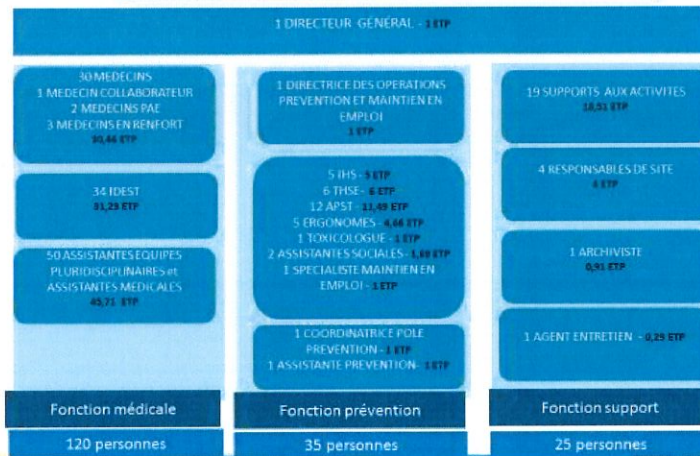 1 DIRECTEUR GÉNÉRAL - 1 ETP
30 MEDECINS
1 MEDECIN COLLABORATEUR
2 MEDECINS PAE
3 MEDECINS EN RENFORT
30,66 ETP
34 IDEST
31,23 ETP
50 ASSISTANTES EQUIPES
PLURIDISCIPLINAIRES et
ASSISTANTES MEDICALES
45,71 ETP
Fonction médicale
120 personnes
1 DIRECTRICE DES OPERATIONS
PREVENTION ET MAINTIEN EN
EMPLOI
1 ETP
5 IHS - 5 ETP
6 THSE - 6 ETP
12 APST - 11,49 ETP
5 ERGONOMES - 4,66 ETP
1 TOXICOLOGUE - 1 ETP
2 ASSISTANTES SOCIALES - ETP
1 SPECIALISTE MAINTIEN EN
EMPLOI - 1 ETP
1 COORDINATRICE POLE
PREVENTION - 1 ETP
1 ASSISTANTE PREVENTION- 1 ETP
Fonction prévention
35 personnes
19 SUPPORTS AUX ACTIVITES
ETP
4 RESPONSABLES DE SITE
4 ETP
1 ARCHIVISTE
0,91 ETP
1 AGENT ENTRETIEN - 0,29 ETP
Fonction support
25 personnes